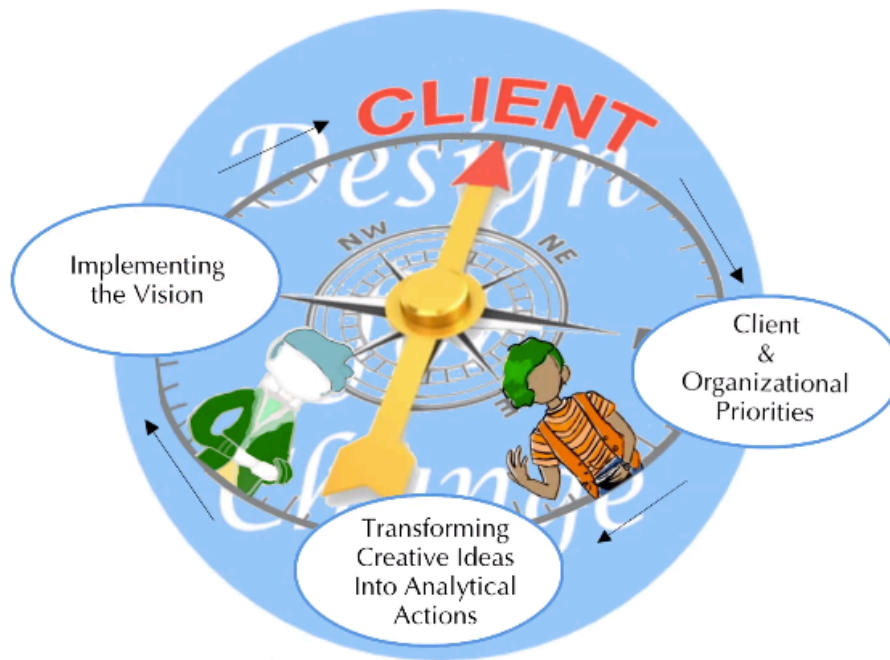 CLIENT
Design
NW
NE
Implementing
the Vision
Client
&
Organizational
Priorities
Change
Transforming
Creative Ideas
Into Analytical
Actions